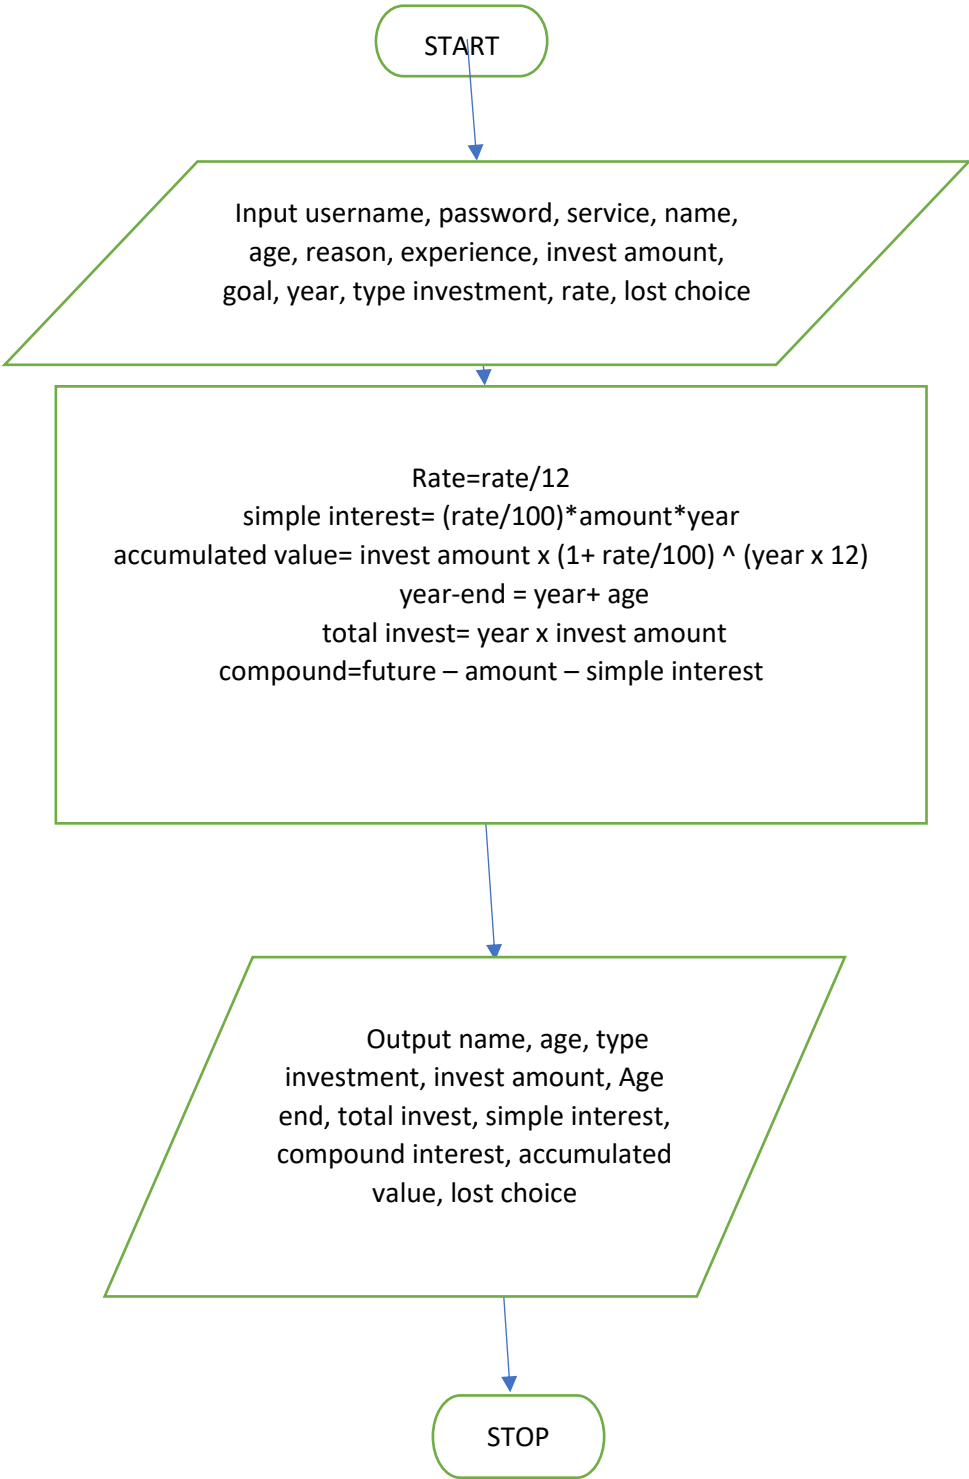 START
Input username, password, service, name,
age, reason, experience, invest amount,
goal, year, type investment, rate, lost choice
Rate=rate/12
simple interest= (rate/100)*amount*year
accumulated value= invest amount x (1+ rate/100) ^ (year x 12)
year-end = year+ age
total invest= year x invest amount
compound=future – amount – simple interest
Output name, age, type
investment, invest amount, Age
end, total invest, simple interest,
compound interest, accumulated
value, lost choice
STOP